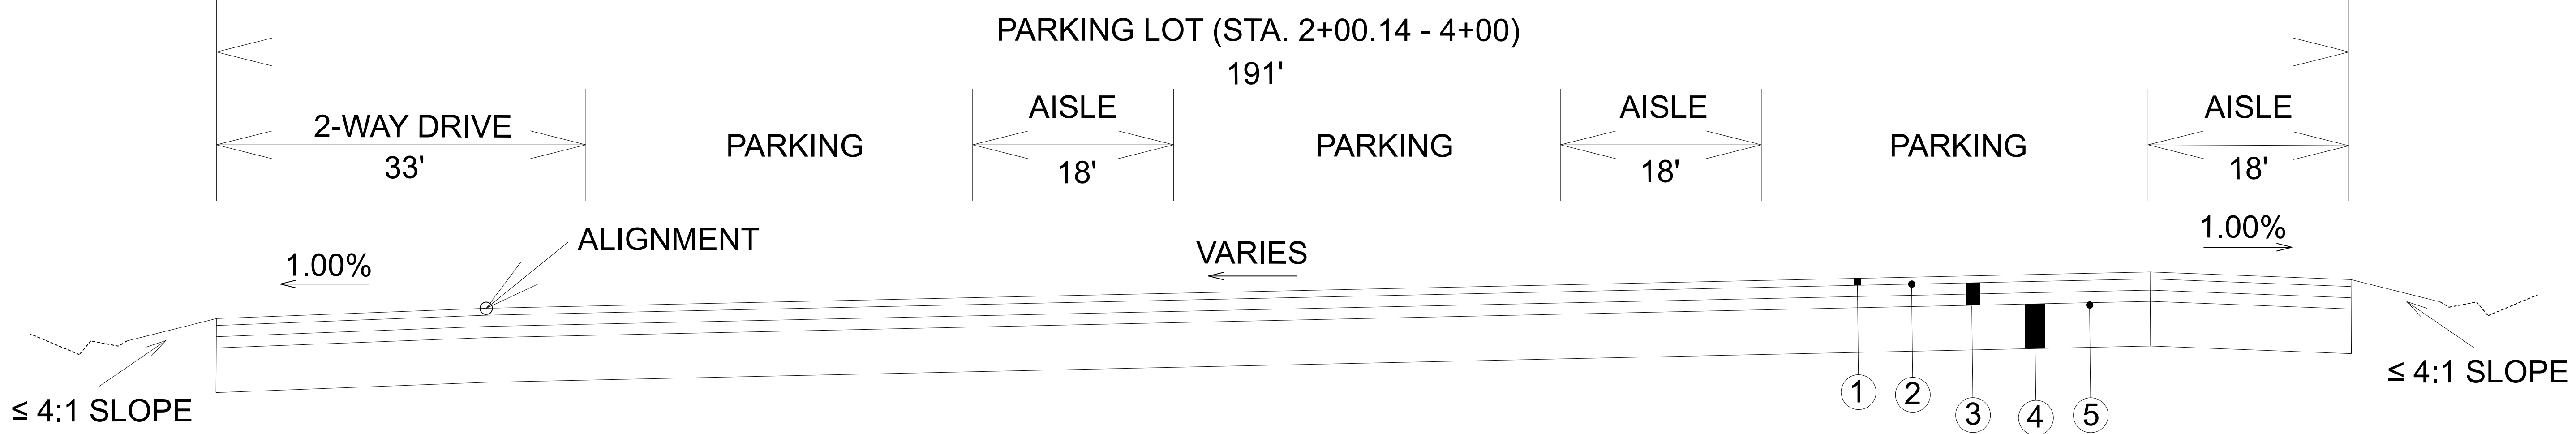 PARKING LOT (STA. 2+00.14 - 4+00)
191'
2-WAY DRIVE
33'
PARKING
AISLE
18'
PARKING
AISLE
18'
PARKING
AISLE
18'
1.00%
ALIGNMENT
VARIES
1.00%
≤ 4:1 SLOPE
≤ 4:1 SLOPE
1
2
3
4
5